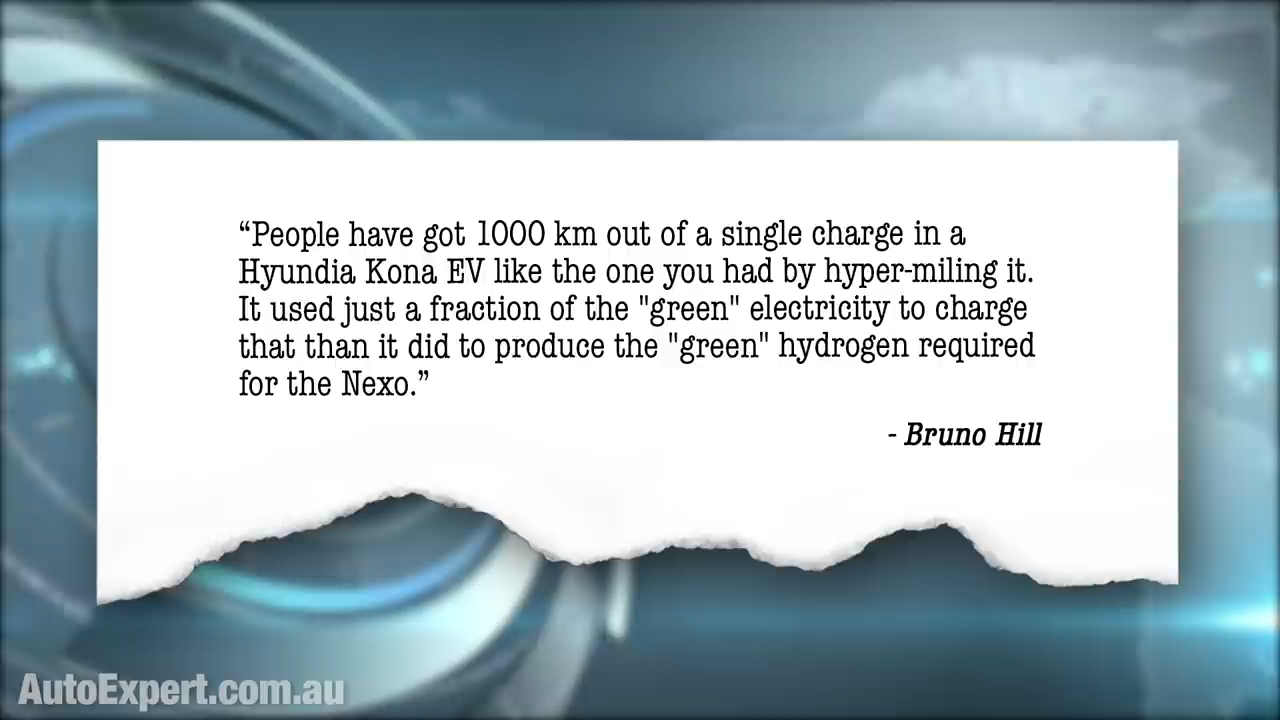 “People have got 1000 km out of a single charge in a
Hyundia Kona EV like the one you had by hyper-miling it.
It used just a fraction of the "green" electricity to charge
that than it did to produce the "green" hydrogen required
for the Nexo.”
- Bruno Hill
AutoExpert.com.au